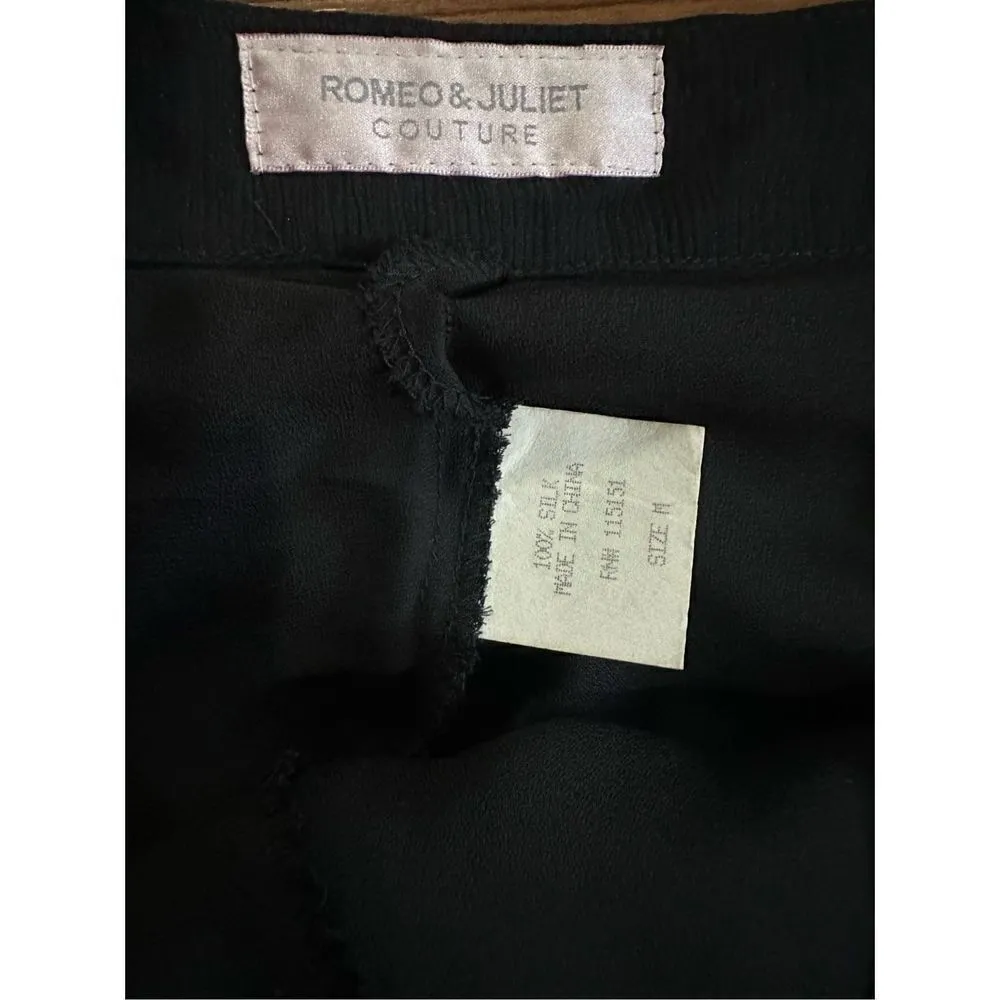 ROMEO & JULIET
COUTURE
100% SILK
MADE IN CHINA
RN# 115151
SIZE M